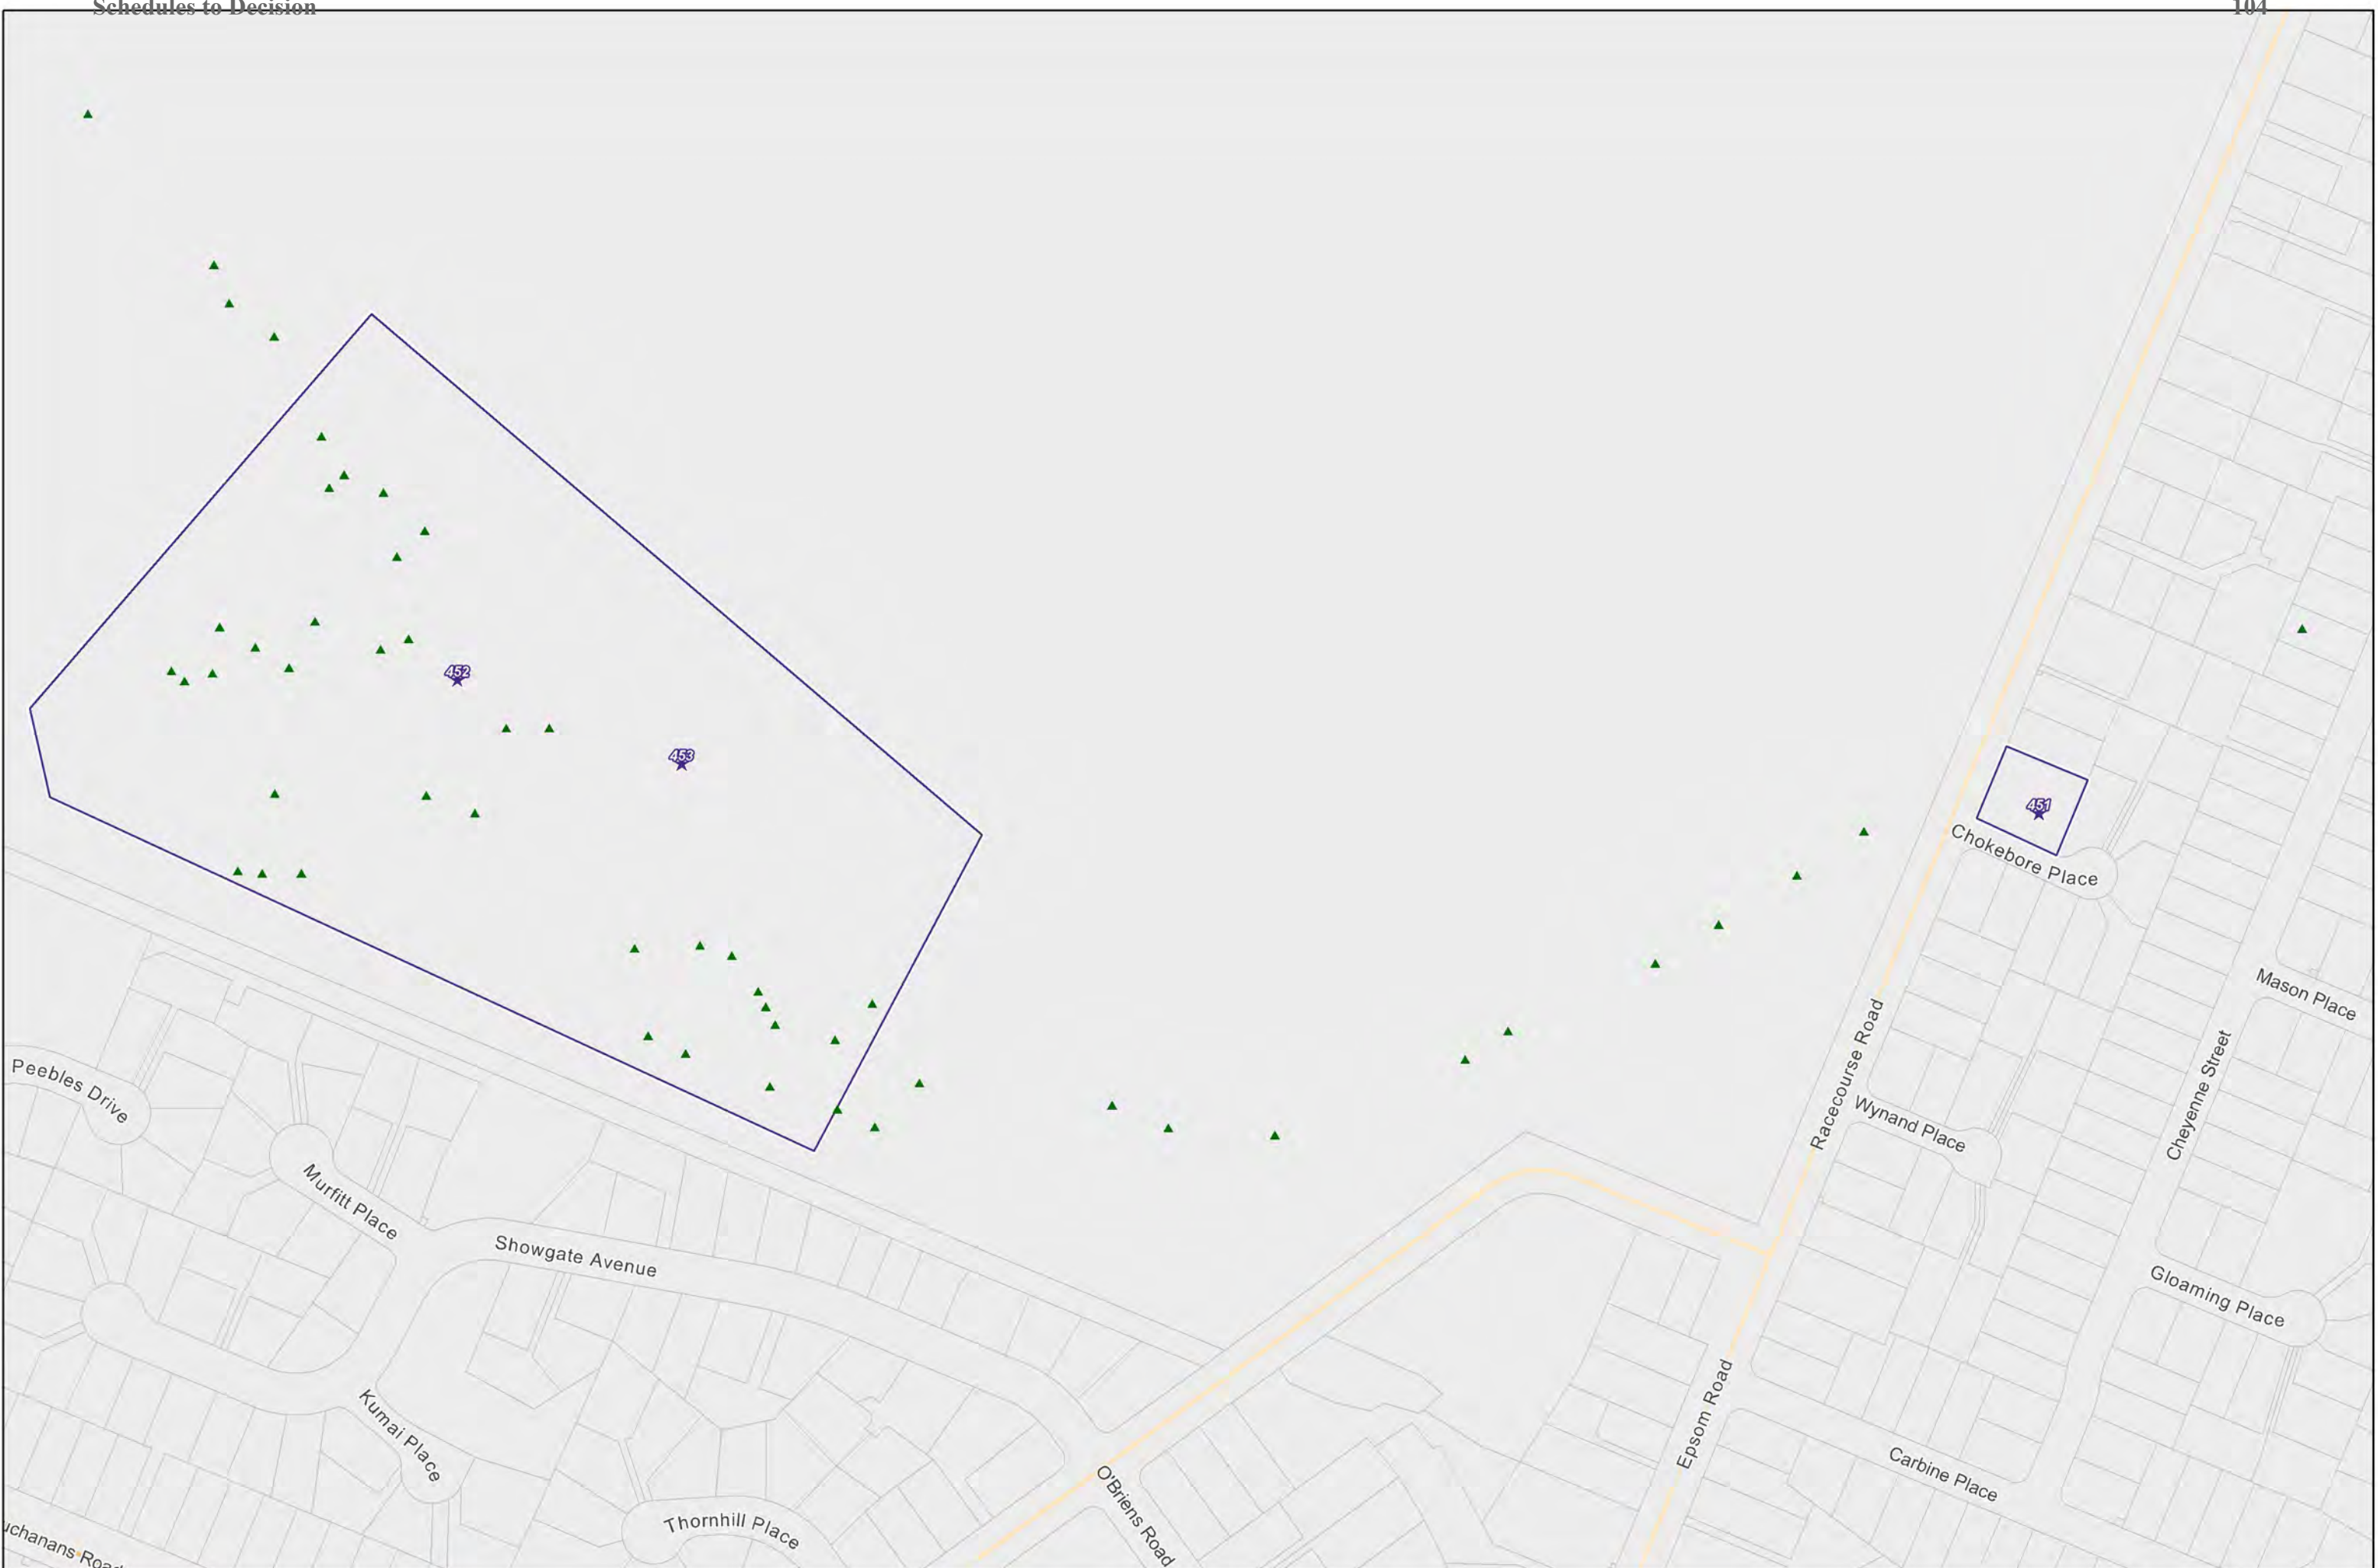 Schedules to Decision
104
452
453
451
Chokebore Place
Mason Place
Racecourse Road
Cheyenne Street
Peebles Drive
Wynand Place
Murfitt Place
Showgate Avenue
Gloaming Place
Epsom Road
Kumai Place
Carbine Place
O'Briens Road
Thornhill Place
uchanans Road